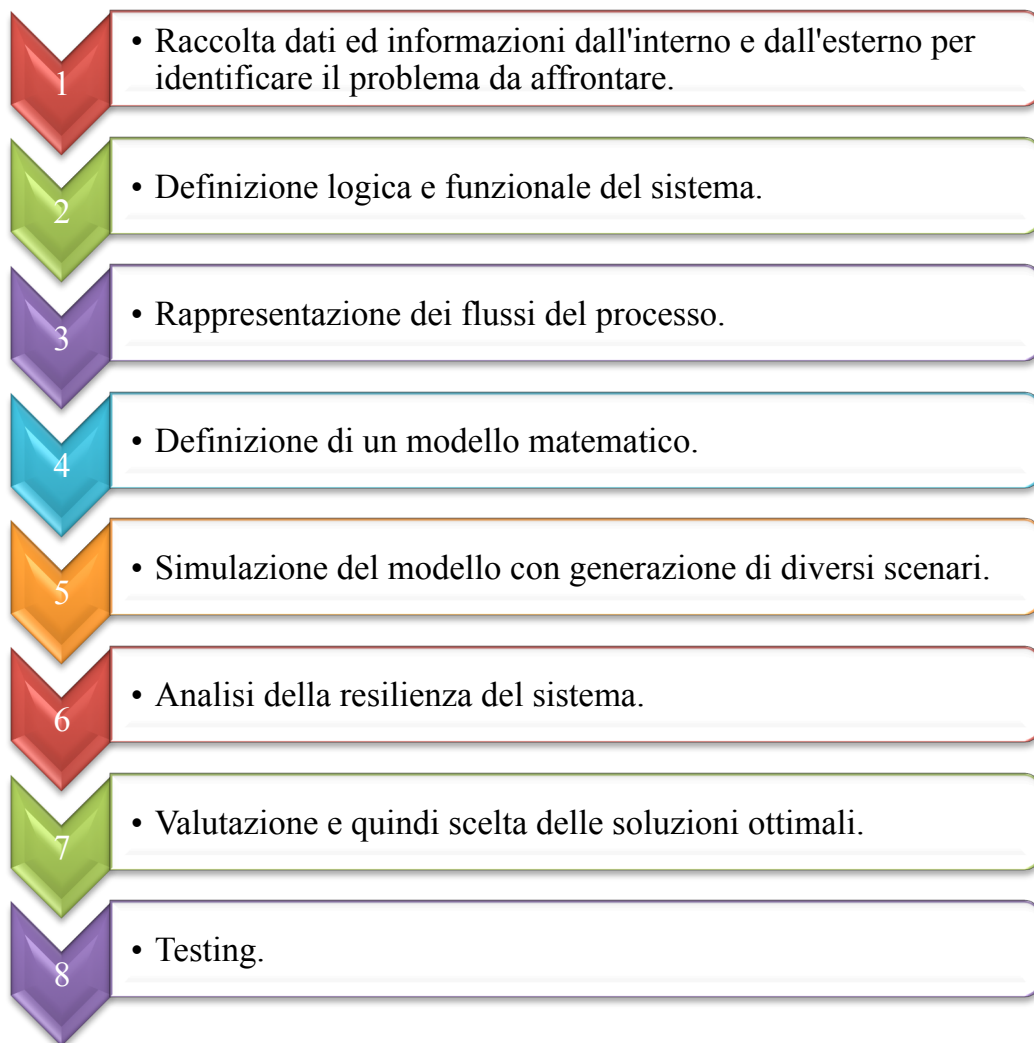 1
• Raccolta dati ed informazioni dall'interno e dall'esterno per
identificare il problema da affrontare.
2
• Definizione logica e funzionale del sistema.
3
• Rappresentazione dei flussi del processo.
4
• Definizione di un modello matematico.
5
• Simulazione del modello con generazione di diversi scenari.
6
• Analisi della resilienza del sistema.
7
• Valutazione e quindi scelta delle soluzioni ottimali.
8
• Testing.